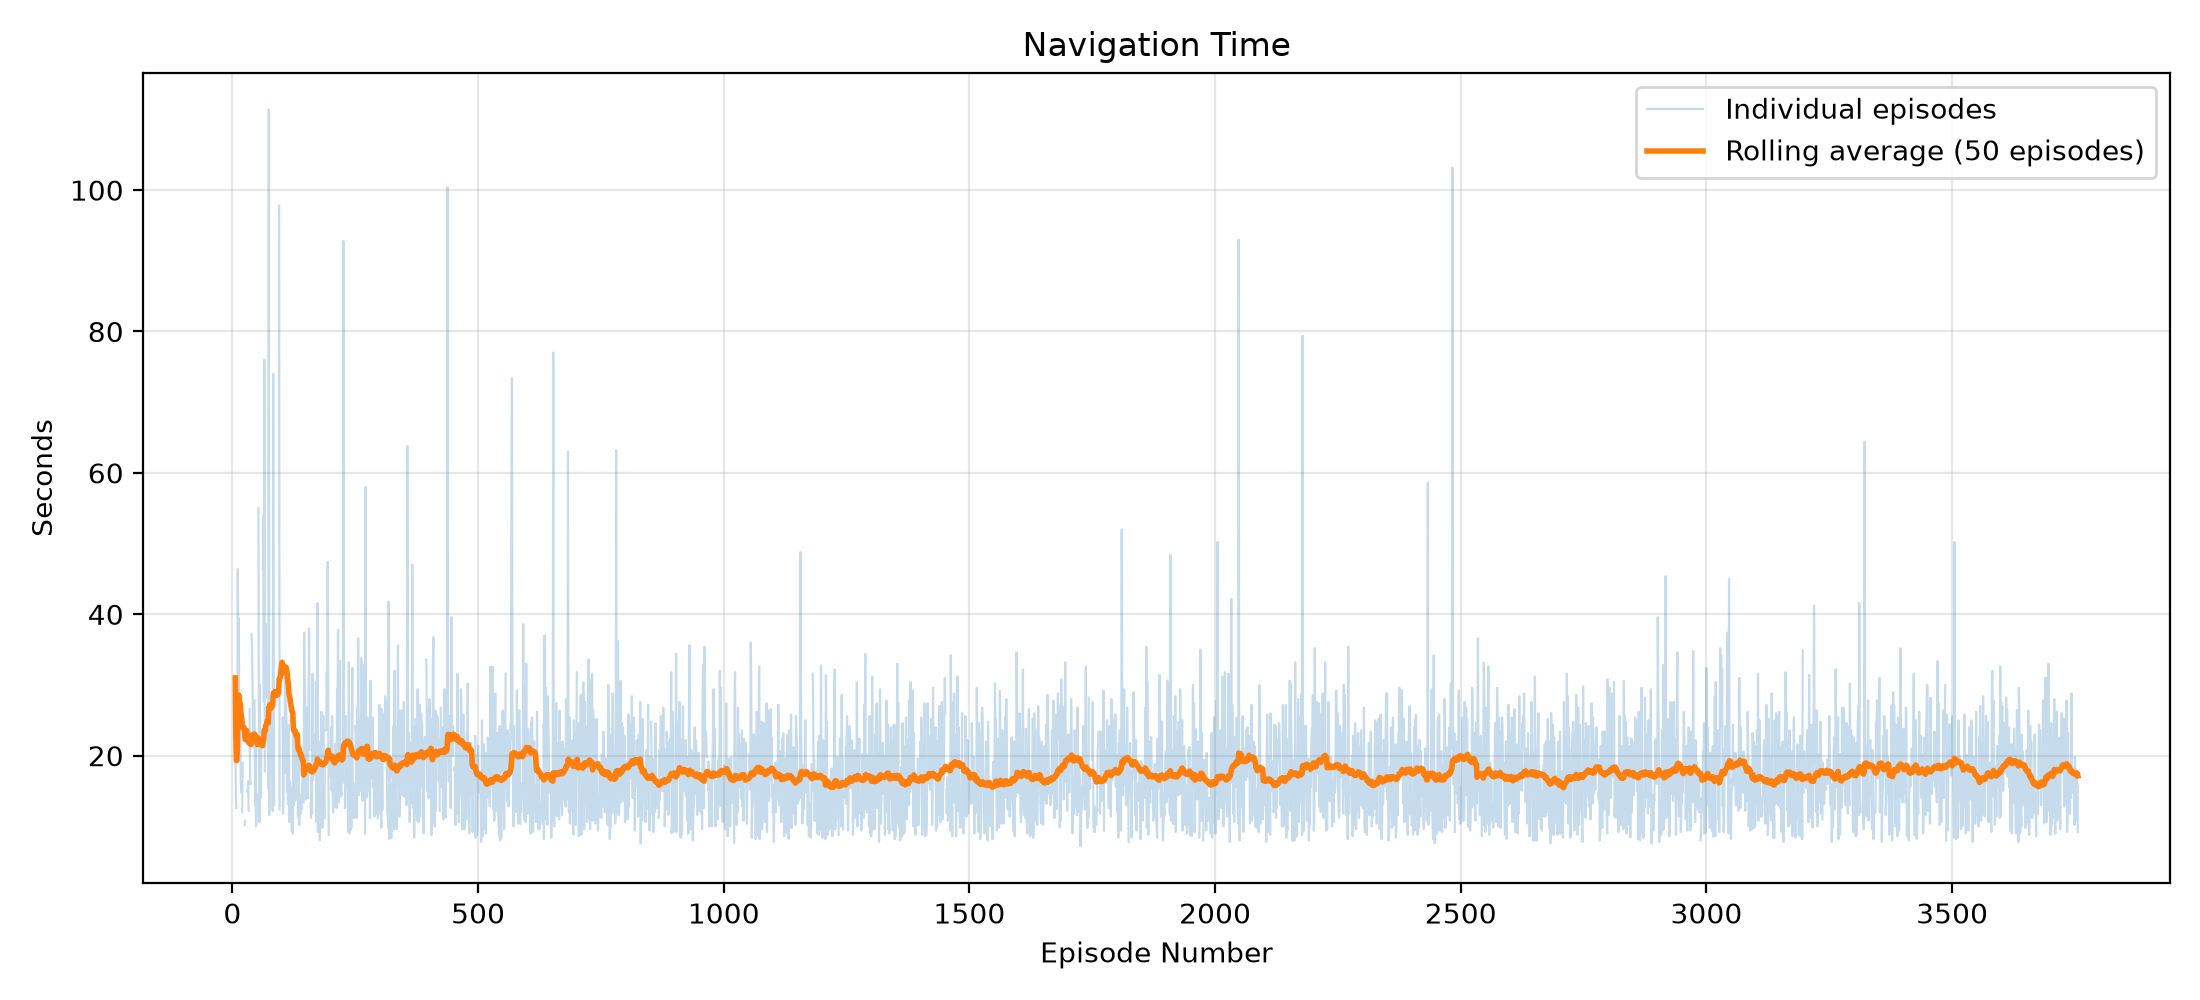 Navigation Time
Individual episodes
Rolling average (50 episodes)
Seconds
100
80
60
40
20
0
500
1000
1500
2000
2500
3000
3500
Episode Number